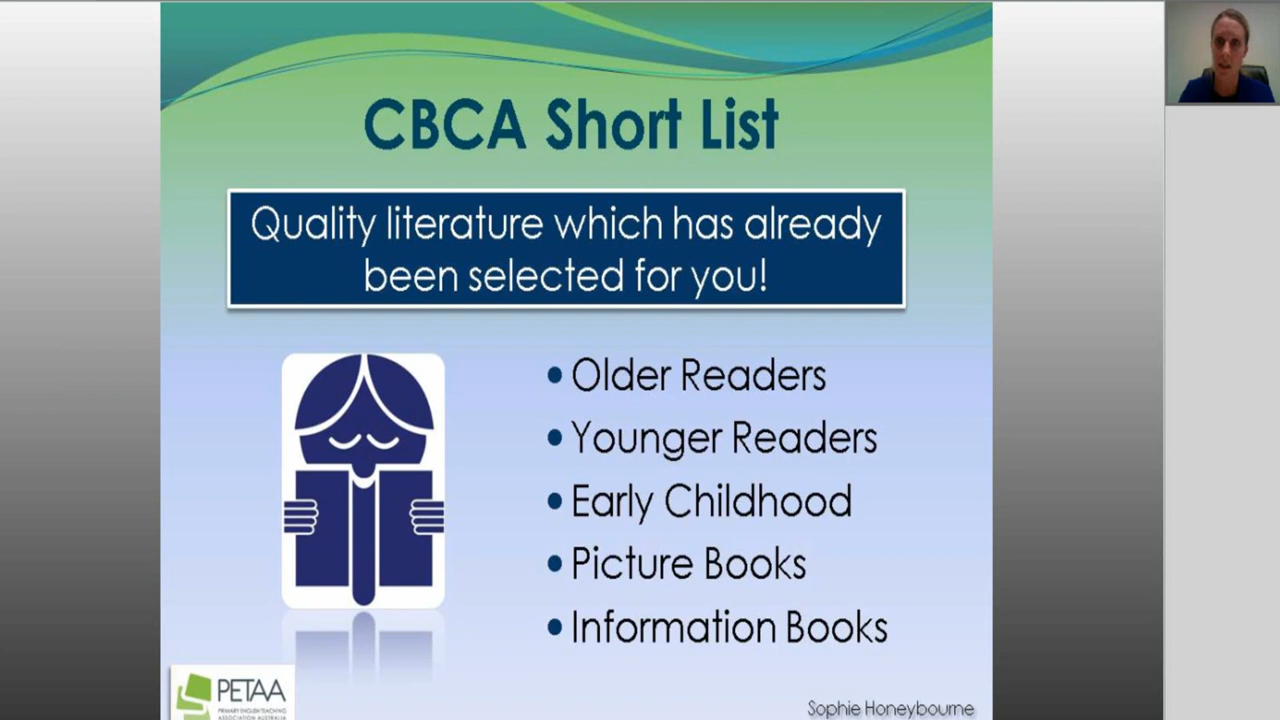 CBCA Short List
Quality literature which has already
been selected for you!
• Older Readers
• Younger Readers
• Early Childhood
• Picture Books
• Information Books
PETAA
PRIMARY ENGLISH TEACHING
ASSOCIATION AUSTRALIA
Sophie Honeybourne